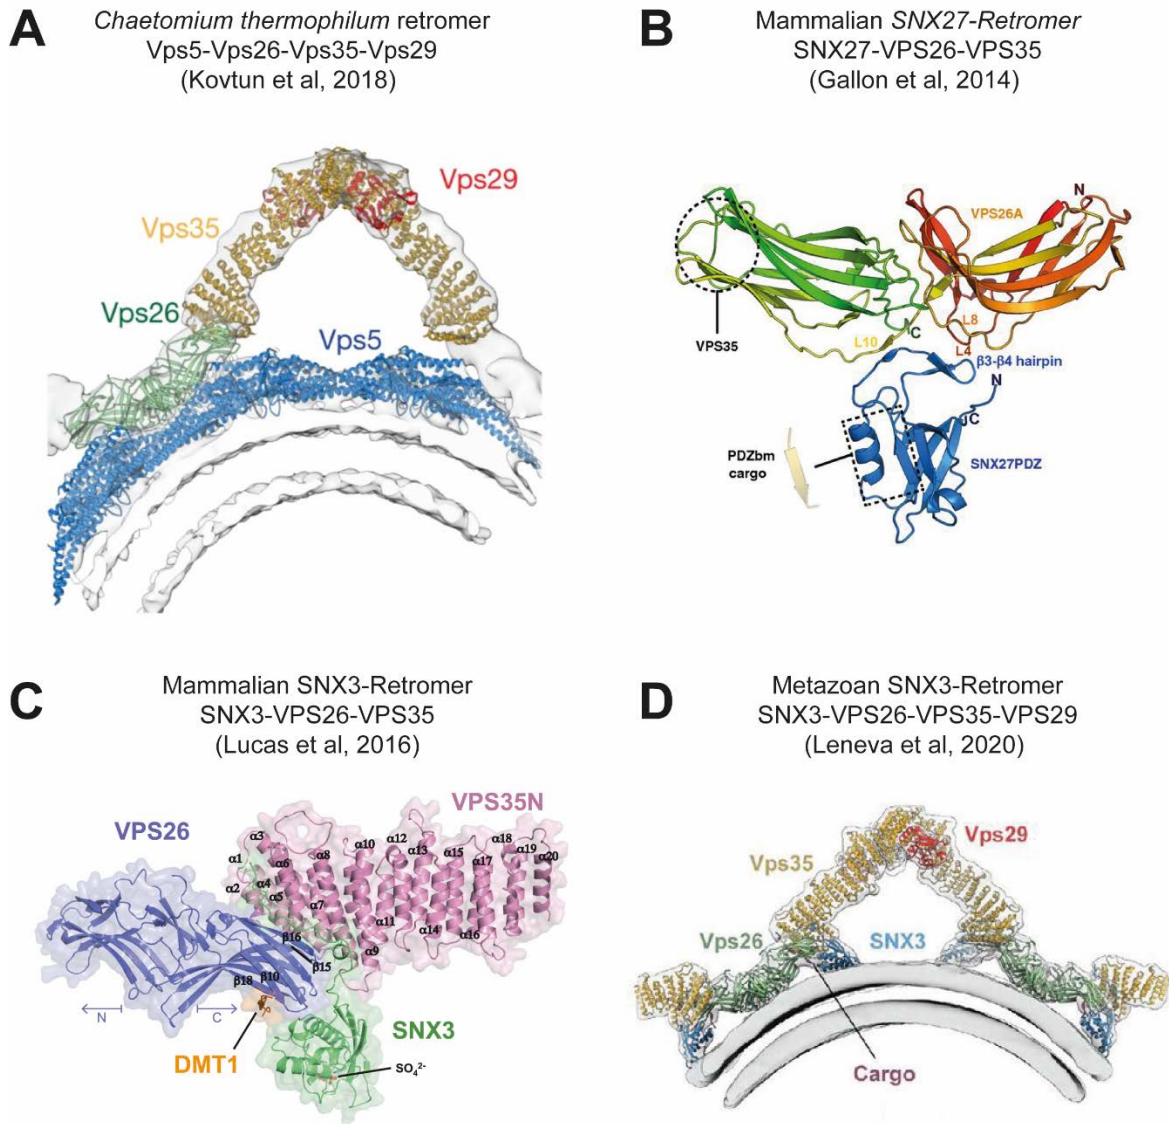 A
Chaetomium thermophilum retromer
Vps5-Vps26-Vps35-Vps29
(Kovtun et al, 2018)
Vps29
Vps35
Vps26
Vps5
B
Mammalian SNX27-Retromer
SNX27-VPS26-VPS35
(Gallon et al, 2014)
N
VPS26A
L8
C
VPS35
L10
L4
β3-β4 hairpin
N
C
PDZbm
cargo
SNX27PDZ
C
Mammalian SNX3-Retromer
SNX3-VPS26-VPS35
(Lucas et al, 2016)
VPS35N
VPS26
α3
α12
α18
α1
α6
α8
α10
α13
α15
α17
α19
α20
α2
α4
α5
α7
α11
α14
α16
β16
α9
β18
β10
β15
N
C
DMT1
SNX3
SO₄²⁻
D
Metazoan SNX3-Retromer
SNX3-VPS26-VPS35-VPS29
(Leneva et al, 2020)
Vps29
Vps35
Vps26
SNX3
Cargo